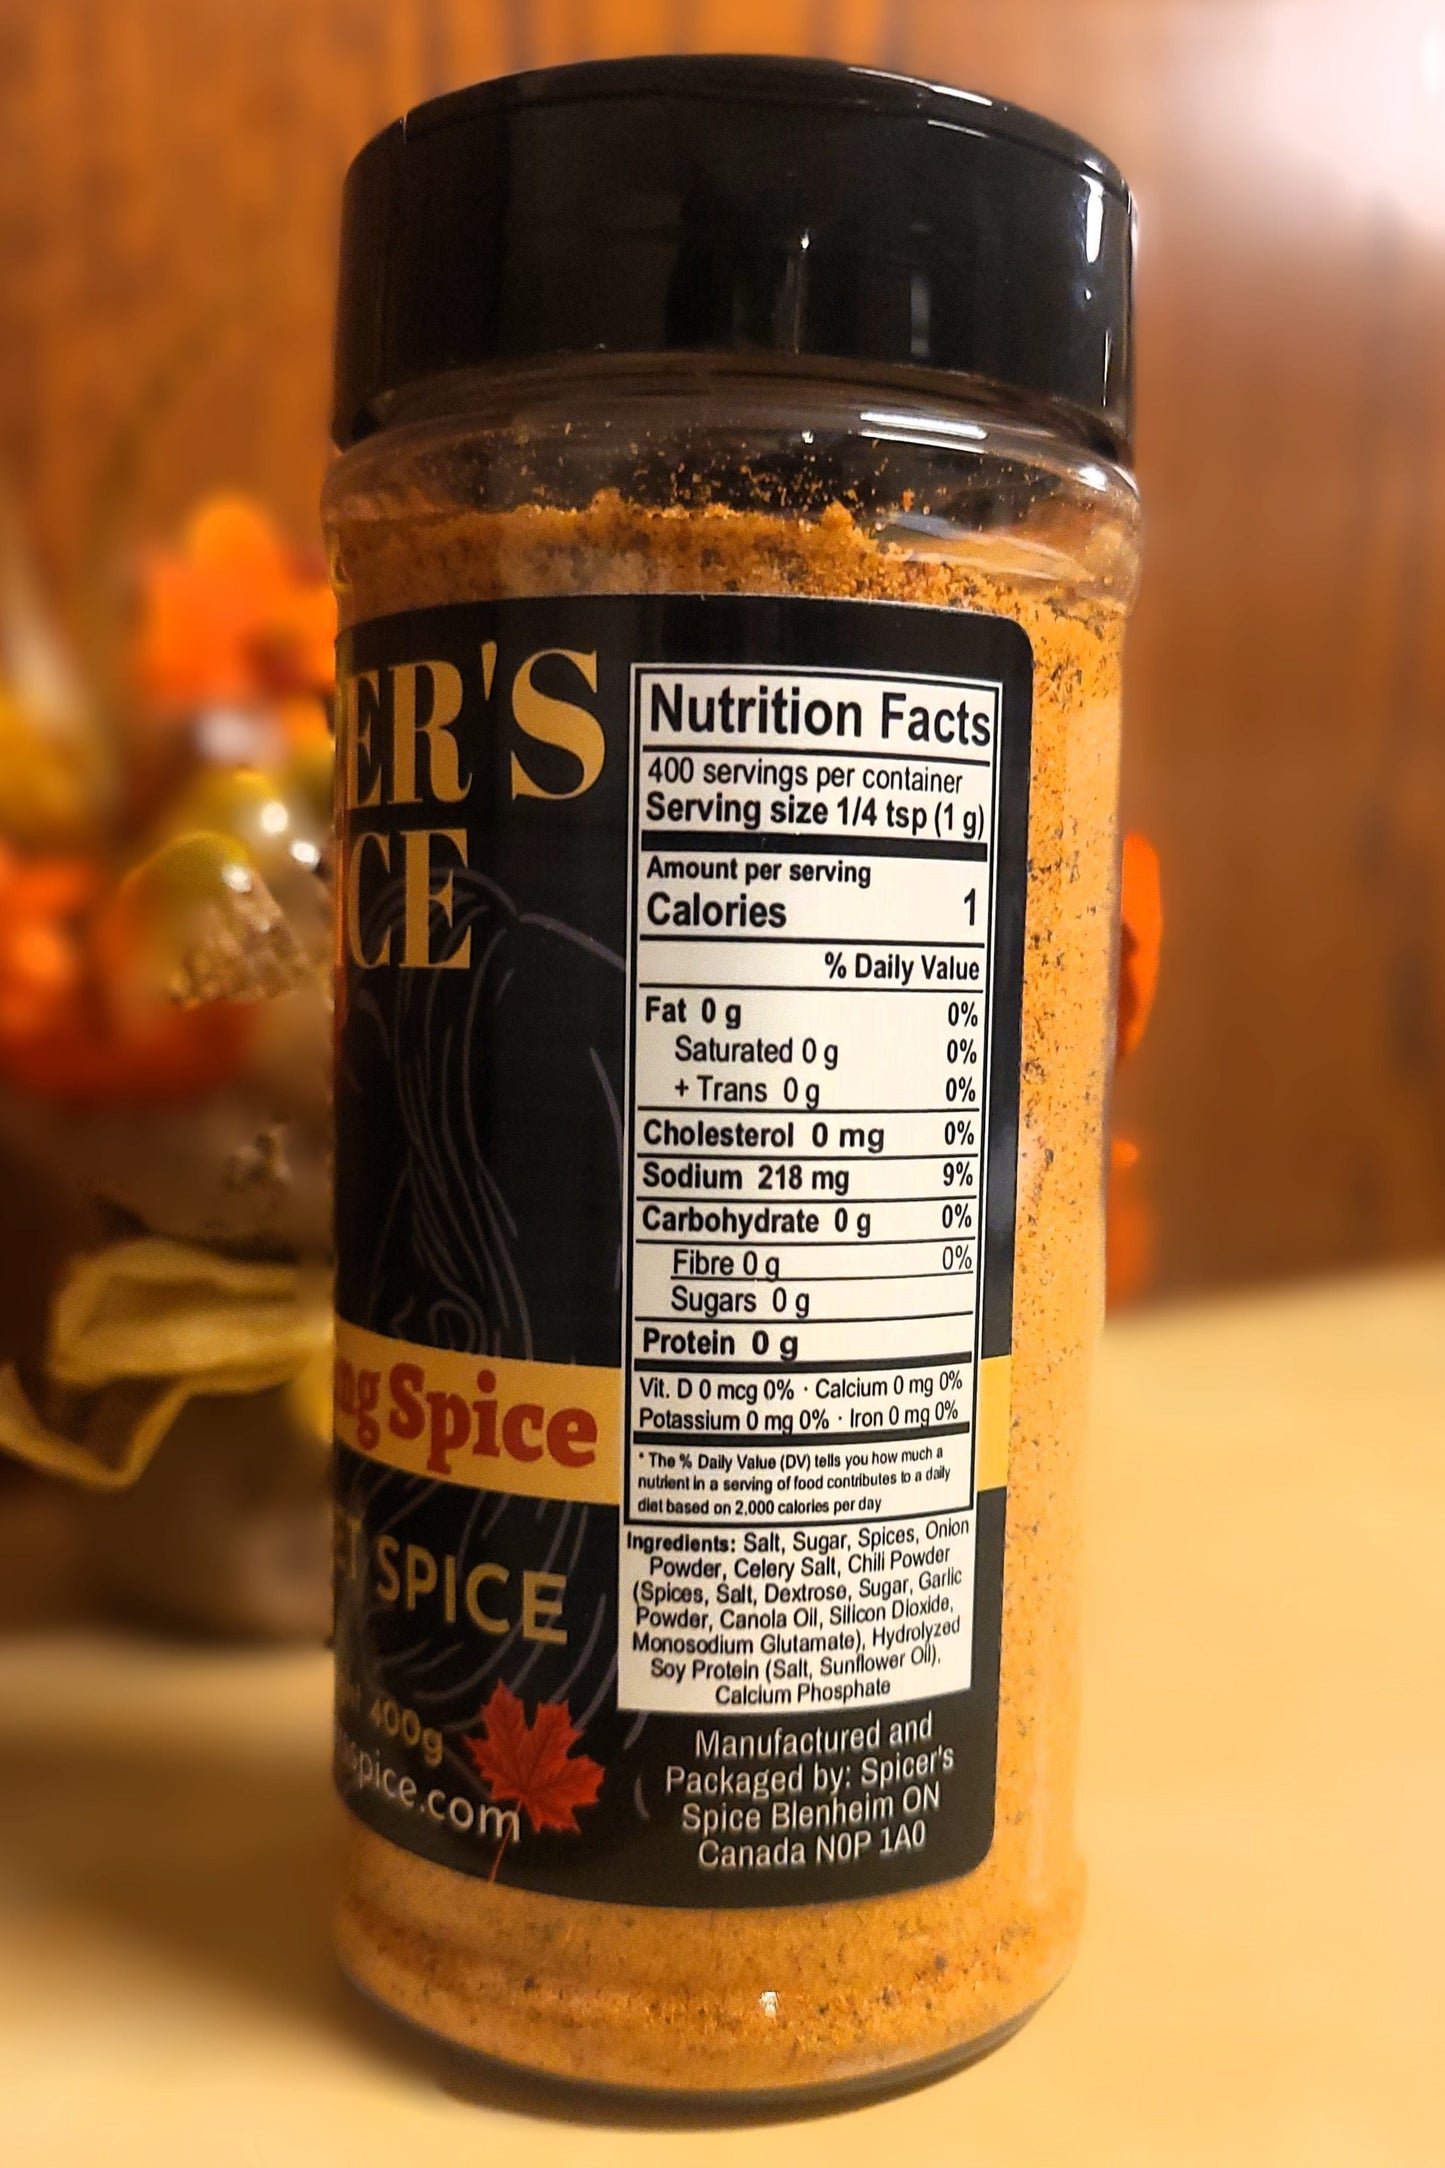 ER'S
CE
Spice
SPICE
400g
spice.com
Nutrition Facts
400 servings per container
Serving size 1/4 tsp (1 g)
Amount per serving
Calories 1
% Daily Value
Fat 0 g 0%
Saturated 0 g 0%
+ Trans 0 g 0%
Cholesterol 0 mg 0%
Sodium 218 mg 9%
Carbohydrate 0 g 0%
Fibre 0 g 0%
Sugars 0 g
Protein 0 g
Vit. D 0 mcg 0% · Calcium 0 mg 0%
Potassium 0 mg 0% · Iron 0 mg 0%
* The % Daily Value (DV) tells you how much a
nutrient in a serving of food contributes to a daily
diet based on 2,000 calories per day
Ingredients: Salt, Sugar, Spices, Onion
Powder, Celery Salt, Chili Powder
(Spices, Salt, Dextrose, Sugar, Garlic
Powder, Canola Oil, Silicon Dioxide,
Monosodium Glutamate), Hydrolyzed
Soy Protein (Salt, Sunflower Oil),
Calcium Phosphate
Manufactured and
Packaged by: Spicer's
Spice Blenheim ON
Canada N0P 1A0